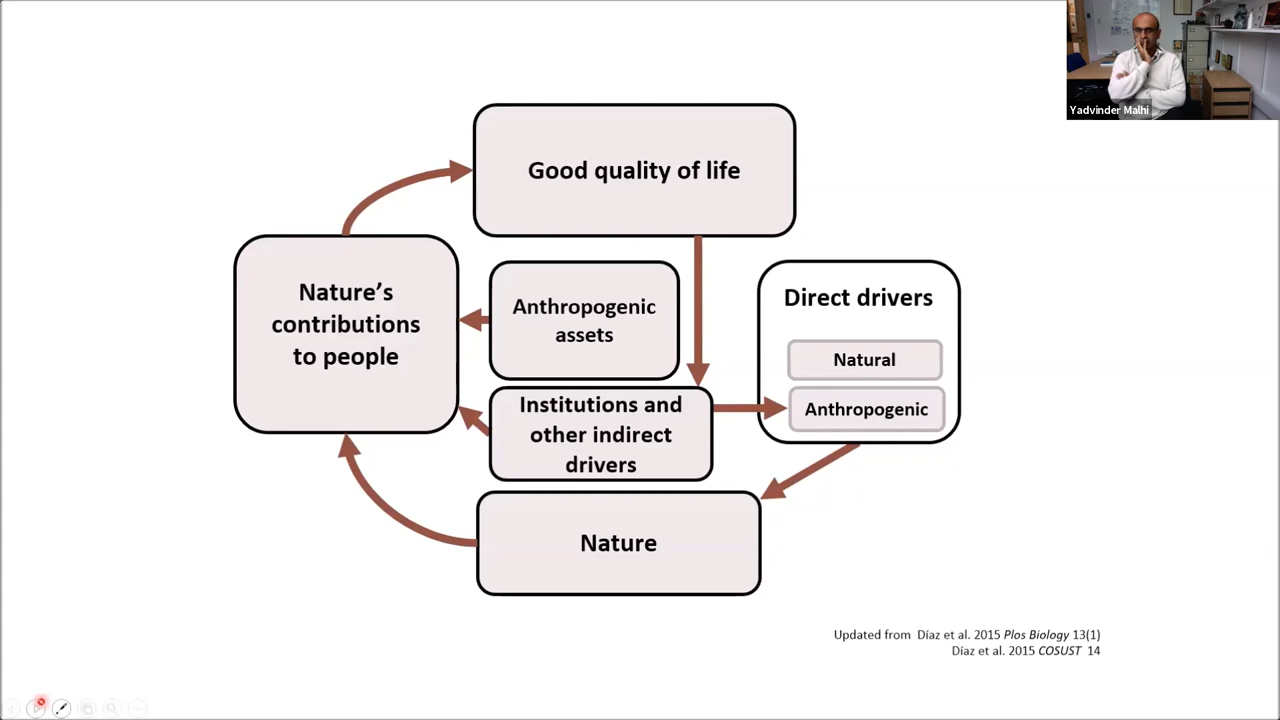 Yadvinder Malhi
Good quality of life
Nature’s
contributions
to people
Anthropogenic
assets
Direct drivers
Natural
Anthropogenic
Institutions and
other indirect
drivers
Nature
Updated from Díaz et al. 2015 Plos Biology 13(1)
Díaz et al. 2015 COSUST 14